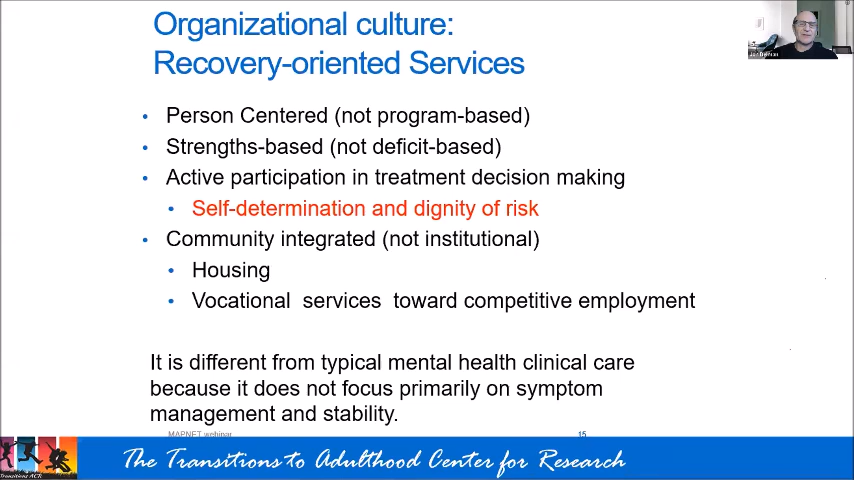 Organizational culture:
Recovery-oriented Services
• Person Centered (not program-based)
• Strengths-based (not deficit-based)
• Active participation in treatment decision making
• Self-determination and dignity of risk
• Community integrated (not institutional)
• Housing
• Vocational services toward competitive employment
It is different from typical mental health clinical care
because it does not focus primarily on symptom
management and stability.
MAPNET webinar
15
The Transitions to Adulthood Center for Research
Transitions ACR